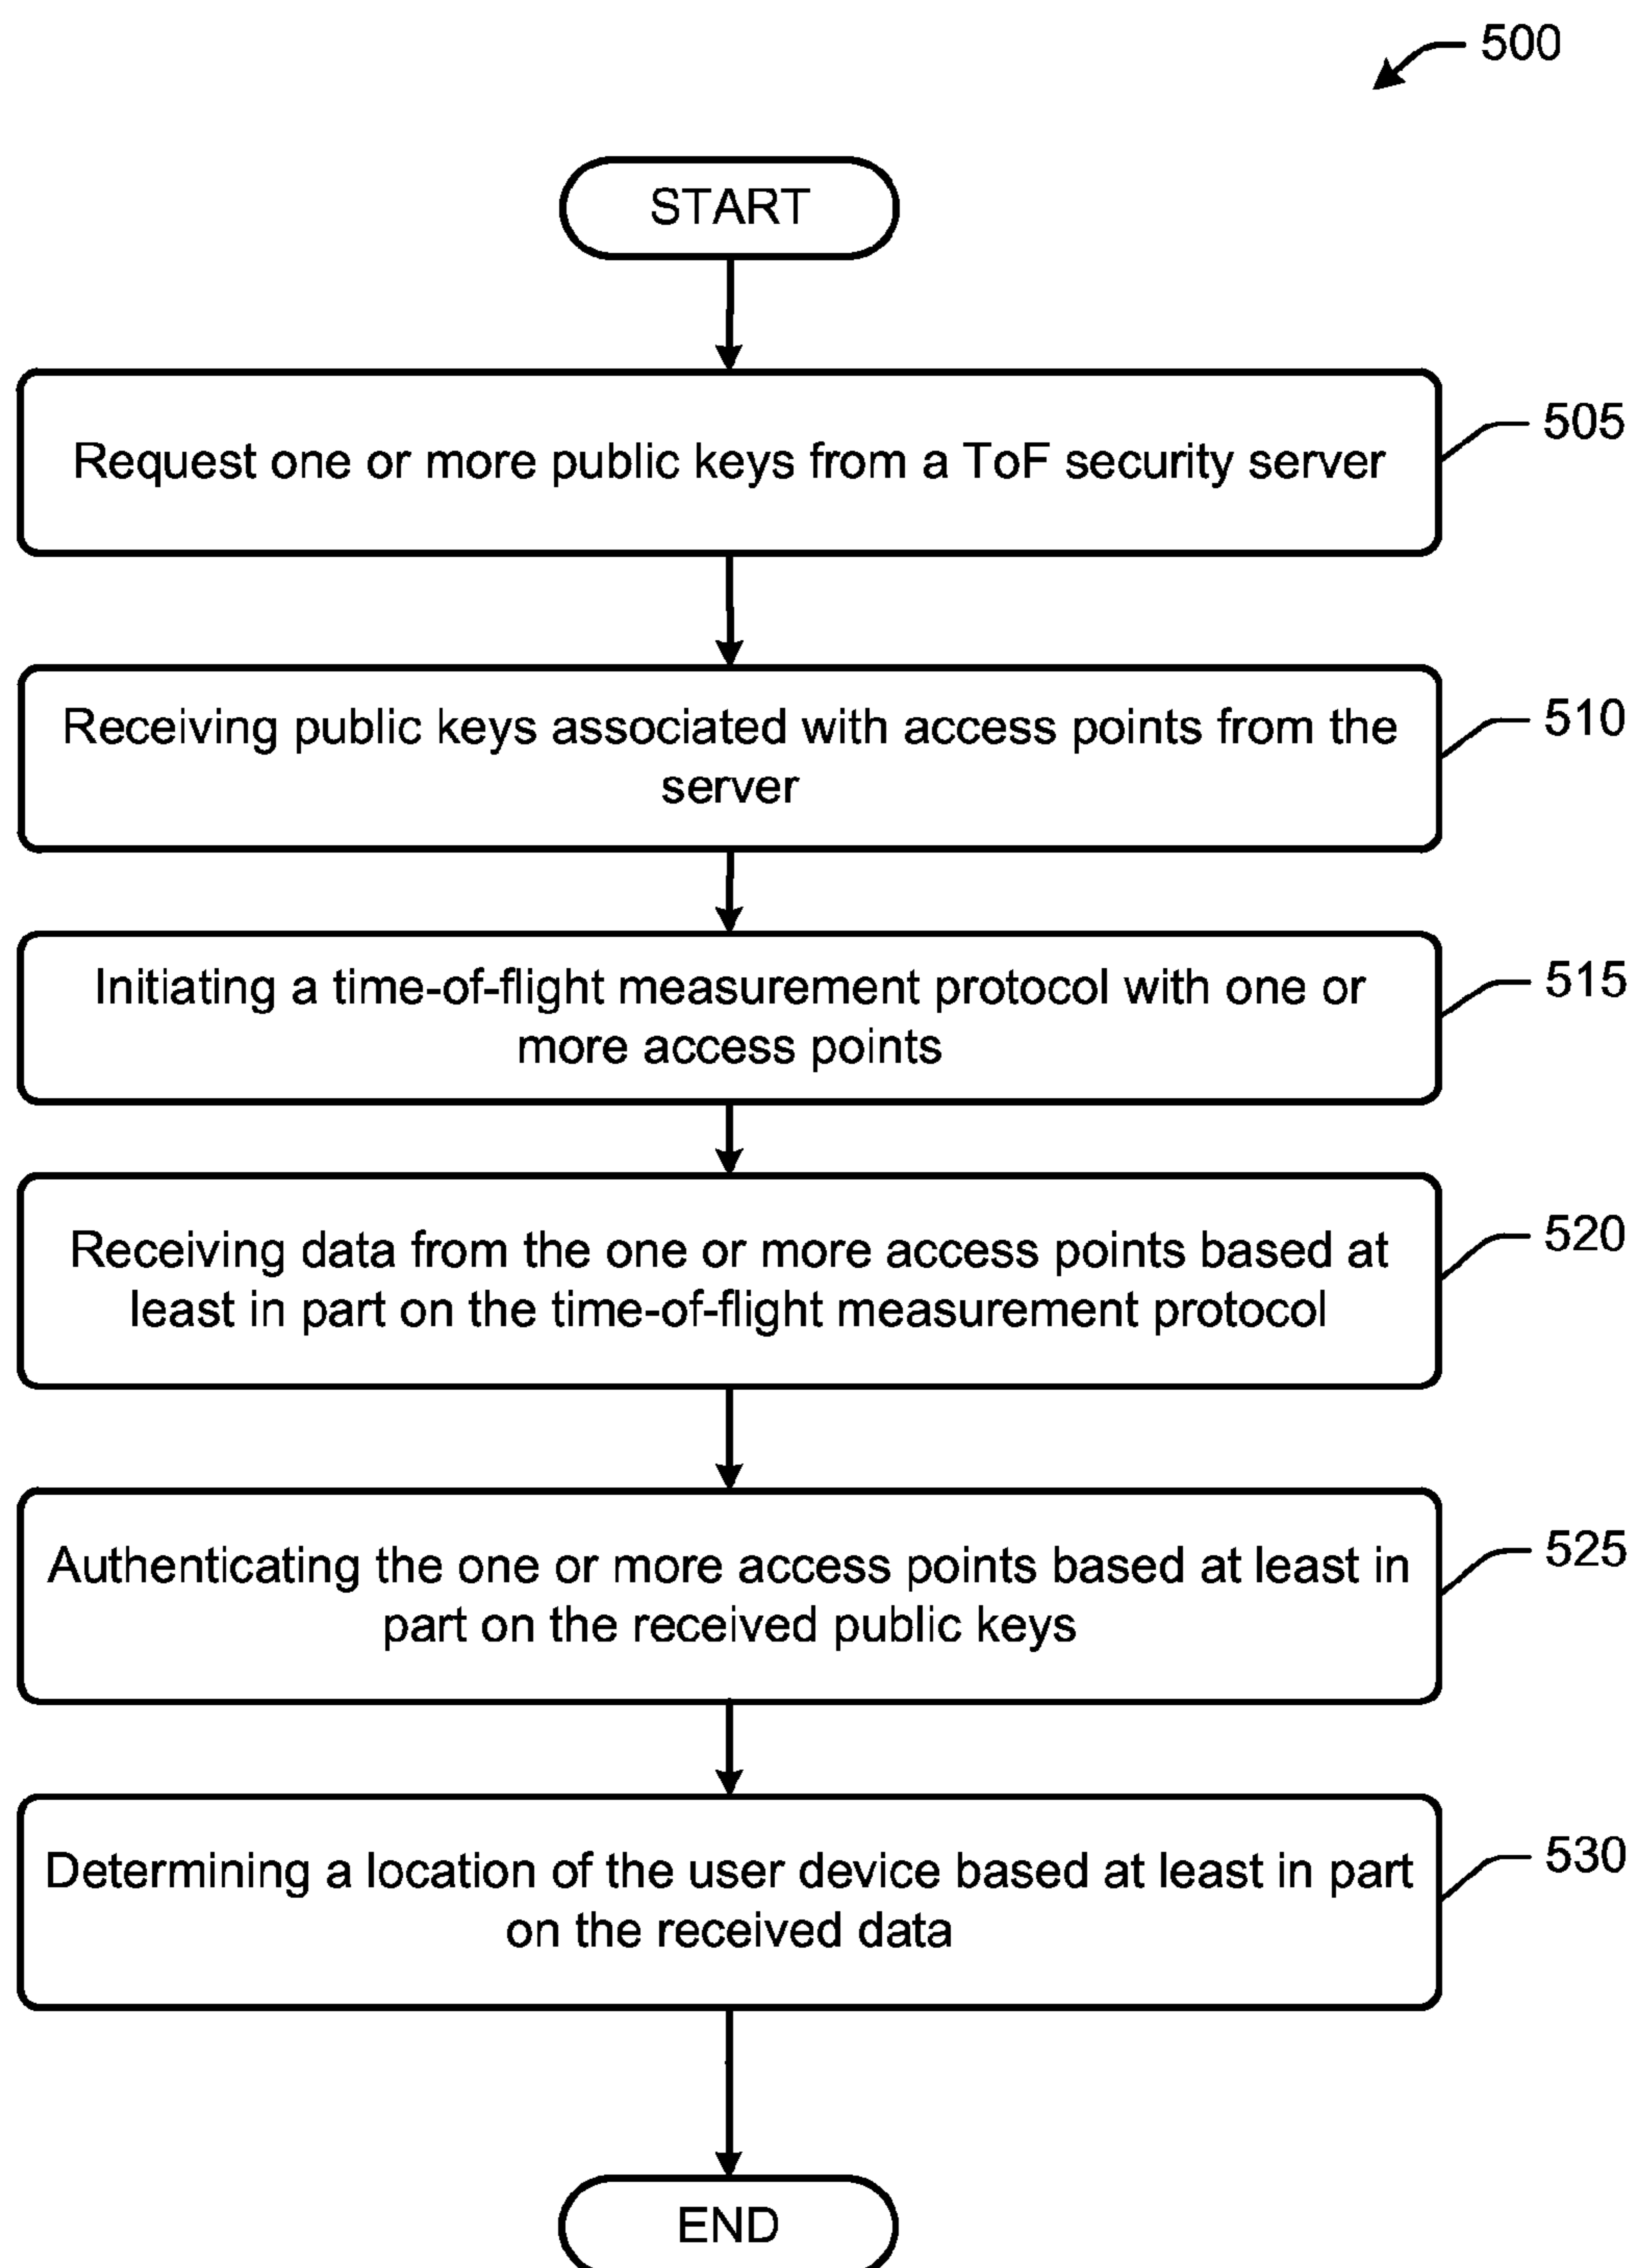 500
START
Request one or more public keys from a ToF security server
505
Receiving public keys associated with access points from the
server
510
Initiating a time-of-flight measurement protocol with one or
more access points
515
Receiving data from the one or more access points based at
least in part on the time-of-flight measurement protocol
520
Authenticating the one or more access points based at least in
part on the received public keys
525
Determining a location of the user device based at least in part
on the received data
530
END